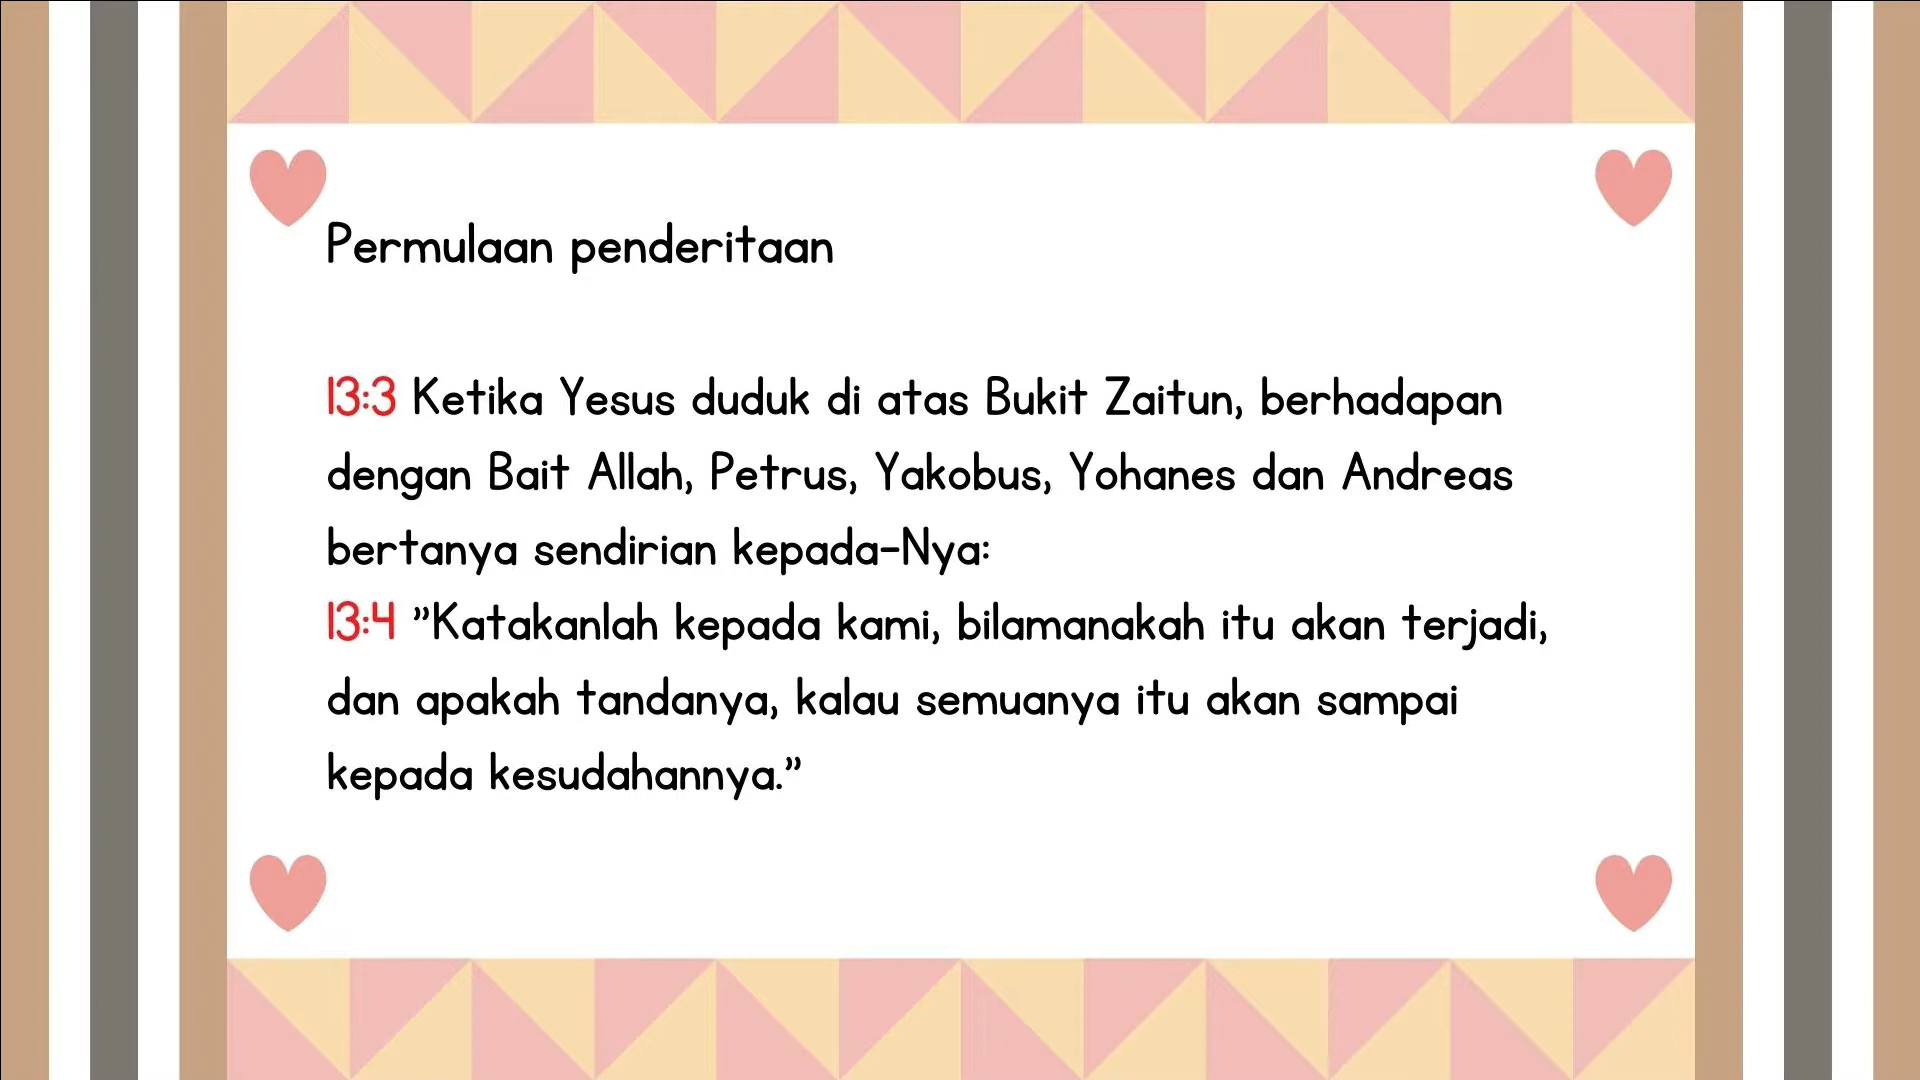 Permulaan penderitaan
13:3 Ketika Yesus duduk di atas Bukit Zaitun, berhadapan
dengan Bait Allah, Petrus, Yakobus, Yohanes dan Andreas
bertanya sendirian kepada-Nya:
13:4 ”Katakanlah kepada kami, bilamanakah itu akan terjadi,
dan apakah tandanya, kalau semuanya itu akan sampai
kepada kesudahannya.”